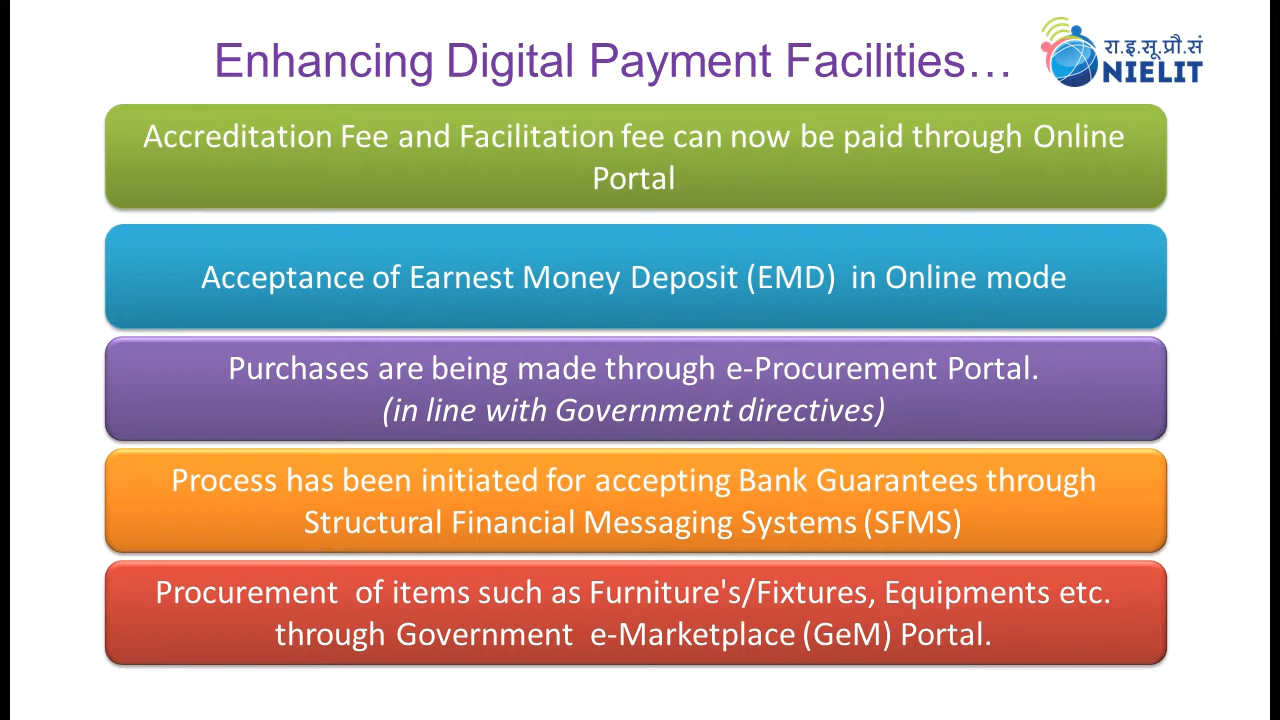 Enhancing Digital Payment Facilities…
रा.इ.सू.प्रौ.सं
NIELIT
Accreditation Fee and Facilitation fee can now be paid through Online
Portal
Acceptance of Earnest Money Deposit (EMD)  in Online mode
Purchases are being made through e-Procurement Portal.
(in line with Government directives)
Process has been initiated for accepting Bank Guarantees through
Structural Financial Messaging Systems (SFMS)
Procurement  of items such as Furniture's/Fixtures, Equipments etc.
through Government  e-Marketplace (GeM) Portal.